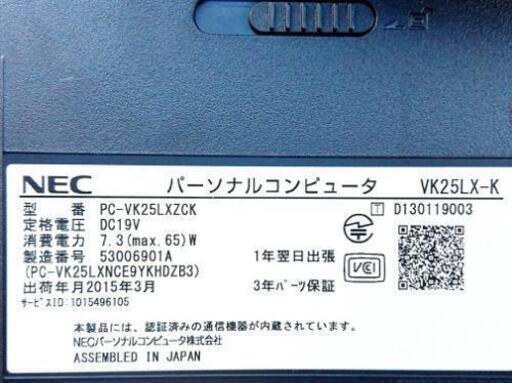 NEC パーソナルコンピュータ VK25LX-K
型 番 PC-VK25LXZCK
T D130119003
定格電圧 DC19V
消費電力 7.3(max.65)W
製造番号 53006901A
1年翌日出張
(PC-VK25LXNCE9YKHDZB3)
VCI
出荷年月2015年3月
3年パーツ保証
サービスID:1015496105
本製品には、認証済みの通信機器が内蔵されています。
NECパーソナルコンピュータ株式会社
ASSEMBLED IN JAPAN